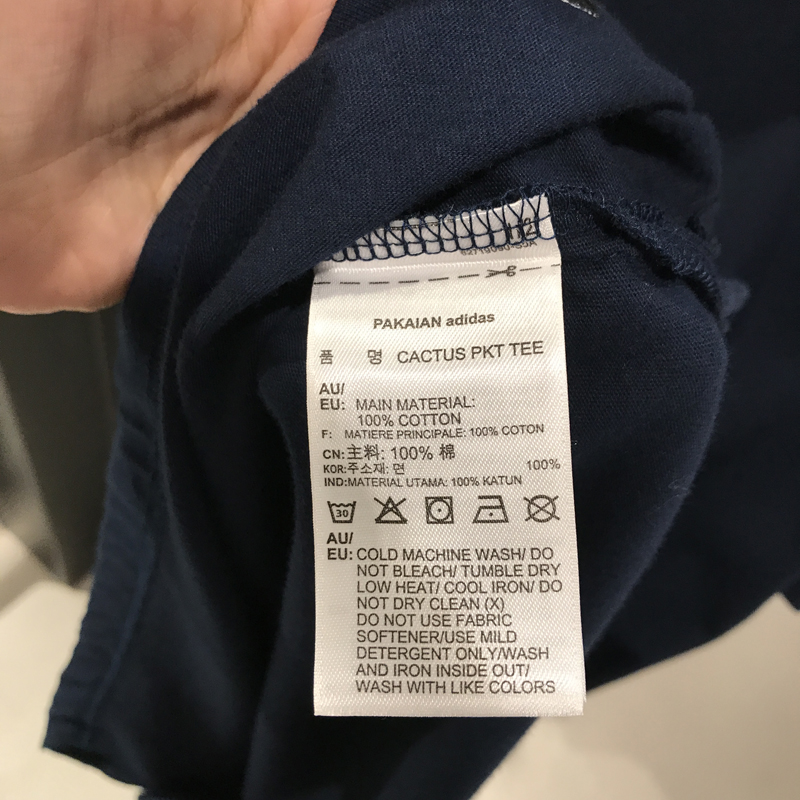 PAKAIAN adidas
품 명 CACTUS PKT TEE
AU/
EU: MAIN MATERIAL:
100% COTTON
F: MATIERE PRINCIPALE: 100% COTON
CN:主料: 100% 棉
KOR:주소재: 면 100%
IND:MATERIAL UTAMA: 100% KATUN
30
AU/
EU: COLD MACHINE WASH/ DO
NOT BLEACH/ TUMBLE DRY
LOW HEAT/ COOL IRON/ DO
NOT DRY CLEAN (X)
DO NOT USE FABRIC
SOFTENER/USE MILD
DETERGENT ONLY/WASH
AND IRON INSIDE OUT/
WASH WITH LIKE COLORS